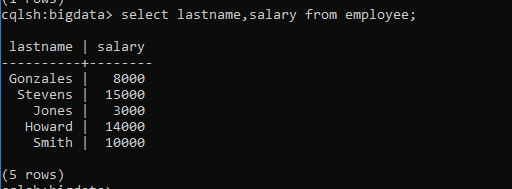 (1 rows)
cqlsh:bigdata> select lastname,salary from employee;
 lastname | salary
----------+--------
 Gonzales |   8000
  Stevens |  15000
    Jones |   3000
   Howard |  14000
    Smith |  10000
(5 rows)
cqlsh:bigdata>